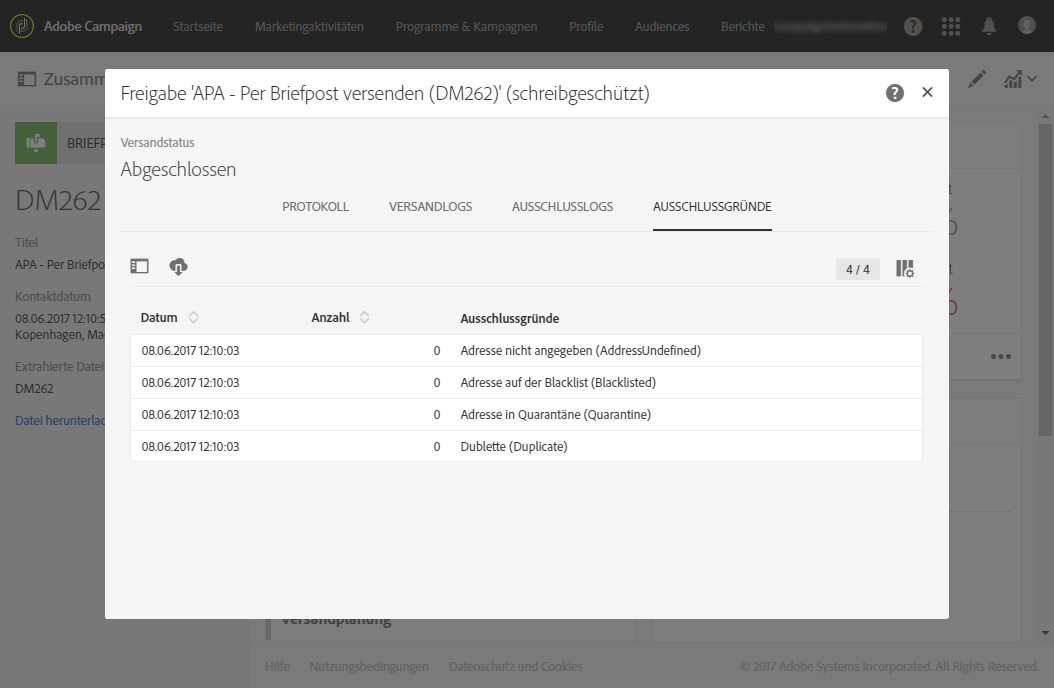 Adobe Campaign Startseite Marketingaktivitäten Programme & Kampagnen Profile Audiences Berichte
Zusamm
Freigabe 'APA - Per Briefpost versenden (DM262)' (schreibgeschützt)
Versandstatus
Abgeschlossen
BRIEFP
DM262
Titel
APA - Per Briefpo
Kontaktdatum
08.06.2017 12:10:5
Kopenhagen, Ma
Extrahierte Datei
DM262
Datei herunterlad
PROTOKOLL VERSANDLOGS AUSSCHLUSSLOGS AUSSCHLUSSGRÜNDE
4 / 4
Datum Anzahl Ausschlussgründe
08.06.2017 12:10:03 0 Adresse nicht angegeben (AddressUndefined)
08.06.2017 12:10:03 0 Adresse auf der Blacklist (Blacklisted)
08.06.2017 12:10:03 0 Adresse in Quarantäne (Quarantine)
08.06.2017 12:10:03 0 Dublette (Duplicate)
Versandplanung
Hilfe Nutzungsbedingungen Datenschutz und Cookies © 2017 Adobe Systems Incorporated. All Rights Reserved.